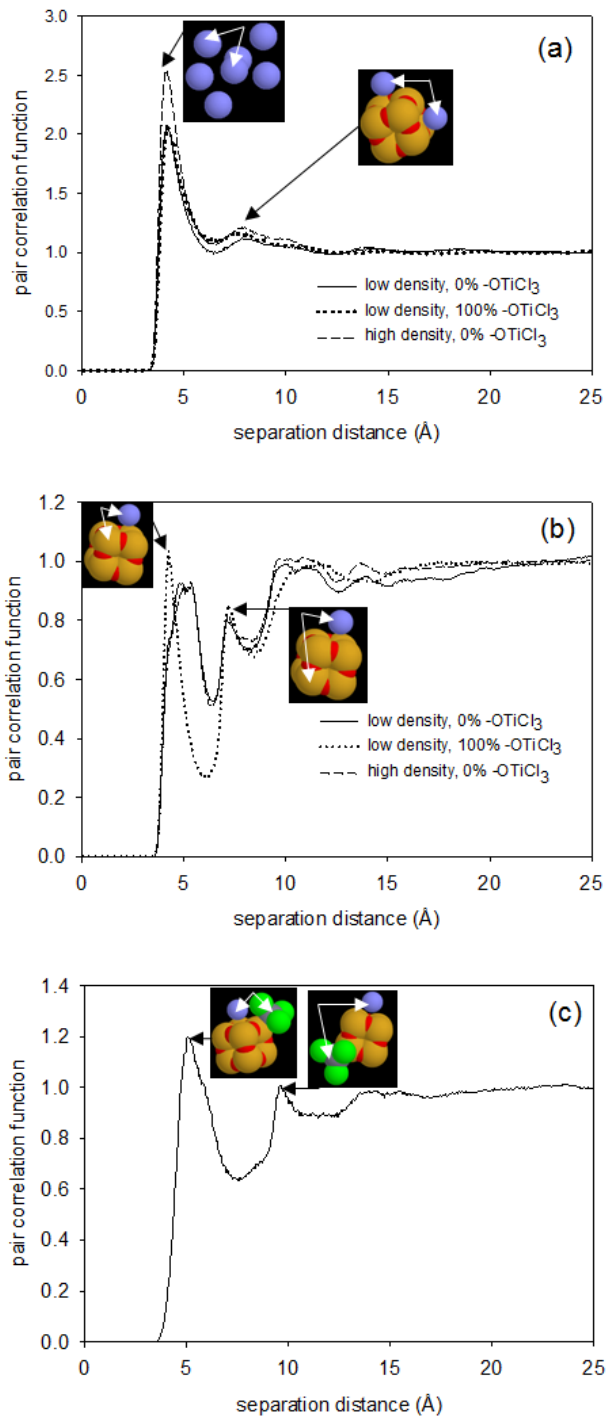 (a)
3.0
2.5
2.0
1.5
1.0
0.5
0.0
pair correlation function
low density, 0% -OTiCl3
low density, 100% -OTiCl3
high density, 0% -OTiCl3
0 5 10 15 20 25
separation distance (Å)
(b)
1.2
1.0
0.8
0.6
0.4
0.2
0.0
pair correlation function
low density, 0% -OTiCl3
low density, 100% -OTiCl3
high density, 0% -OTiCl3
0 5 10 15 20 25
separation distance (Å)
(c)
1.4
1.2
1.0
0.8
0.6
0.4
0.2
0.0
pair correlation function
0 5 10 15 20 25
separation distance (Å)